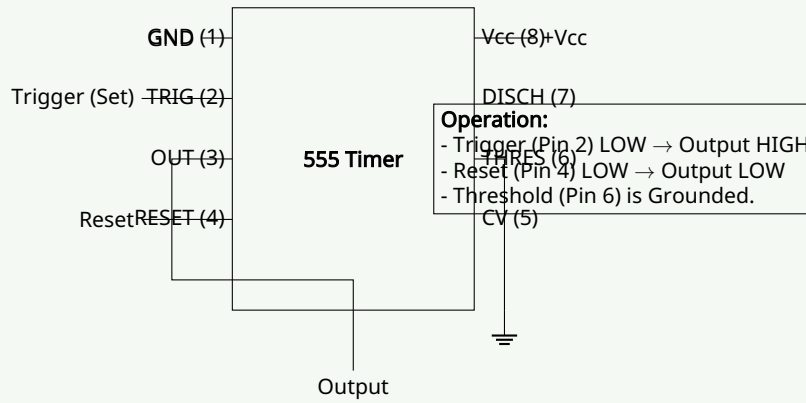 GND (1)
Vcc (8)
+Vcc
Trigger (Set)
TRIG (2)
DISCH (7)
Operation:
- Trigger (Pin 2) LOW → Output HIGH
OUT (3)
555 Timer
THRES (6)
- Reset (Pin 4) LOW → Output LOW
- Threshold (Pin 6) is Grounded.
Reset
RESET (4)
CV (5)
Output